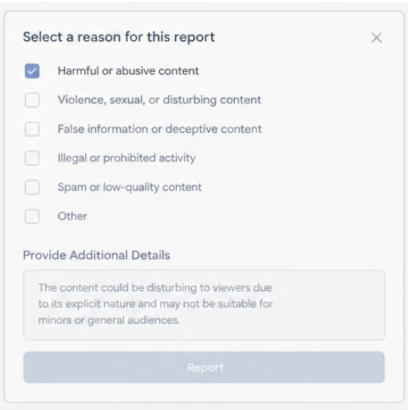 Select a reason for this report
Harmful or abusive content
Violence, sexual, or disturbing content
False information or deceptive content
Illegal or prohibited activity
Spam or low-quality content
Other
Provide Additional Details
The content could be disturbing to viewers due
to its explicit nature and may not be suitable for
minors or general audiences.
Report